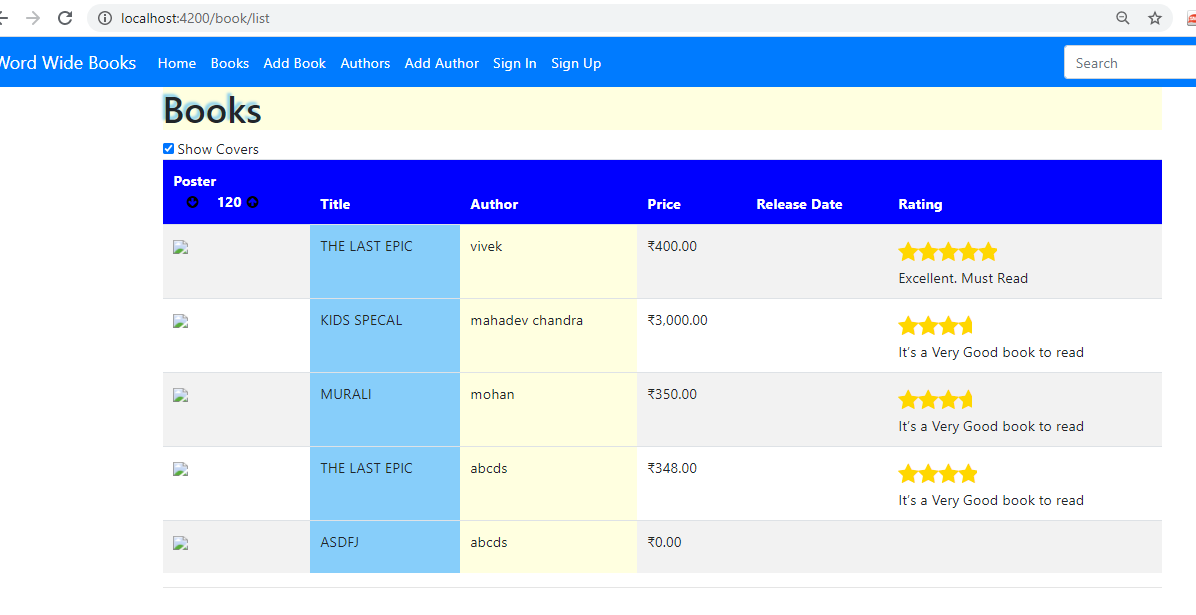 localhost:4200/book/list
Word Wide Books Home Books Add Book Authors Add Author Sign In Sign Up Search
Books
Show Covers
Poster
120 Title Author Price Release Date Rating
THE LAST EPIC vivek ₹400.00
Excellent. Must Read
KIDS SPECAL mahadev chandra ₹3,000.00
It's a Very Good book to read
MURALI mohan ₹350.00
It's a Very Good book to read
THE LAST EPIC abcds ₹348.00
It's a Very Good book to read
ASDFJ abcds ₹0.00